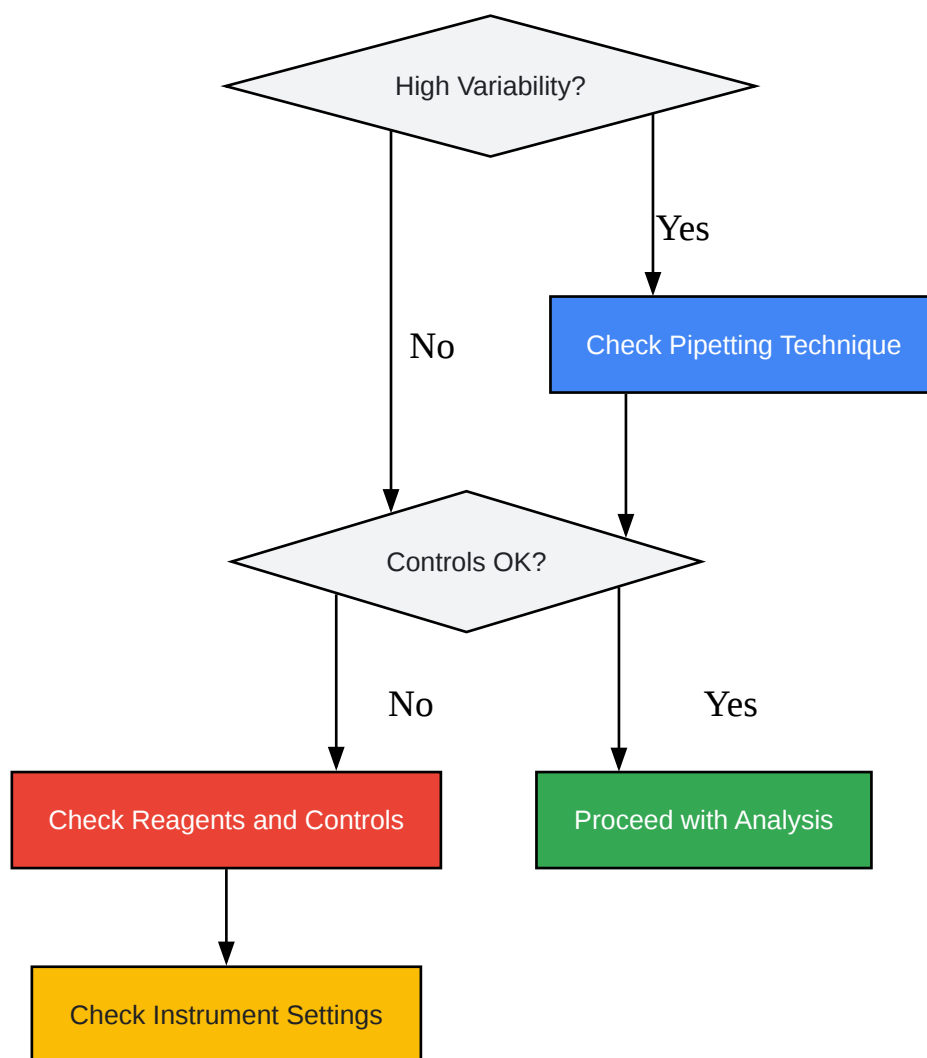 High Variability?
Yes
No
Check Pipetting Technique
Controls OK?
No
Yes
Check Reagents and Controls
Proceed with Analysis
Check Instrument Settings